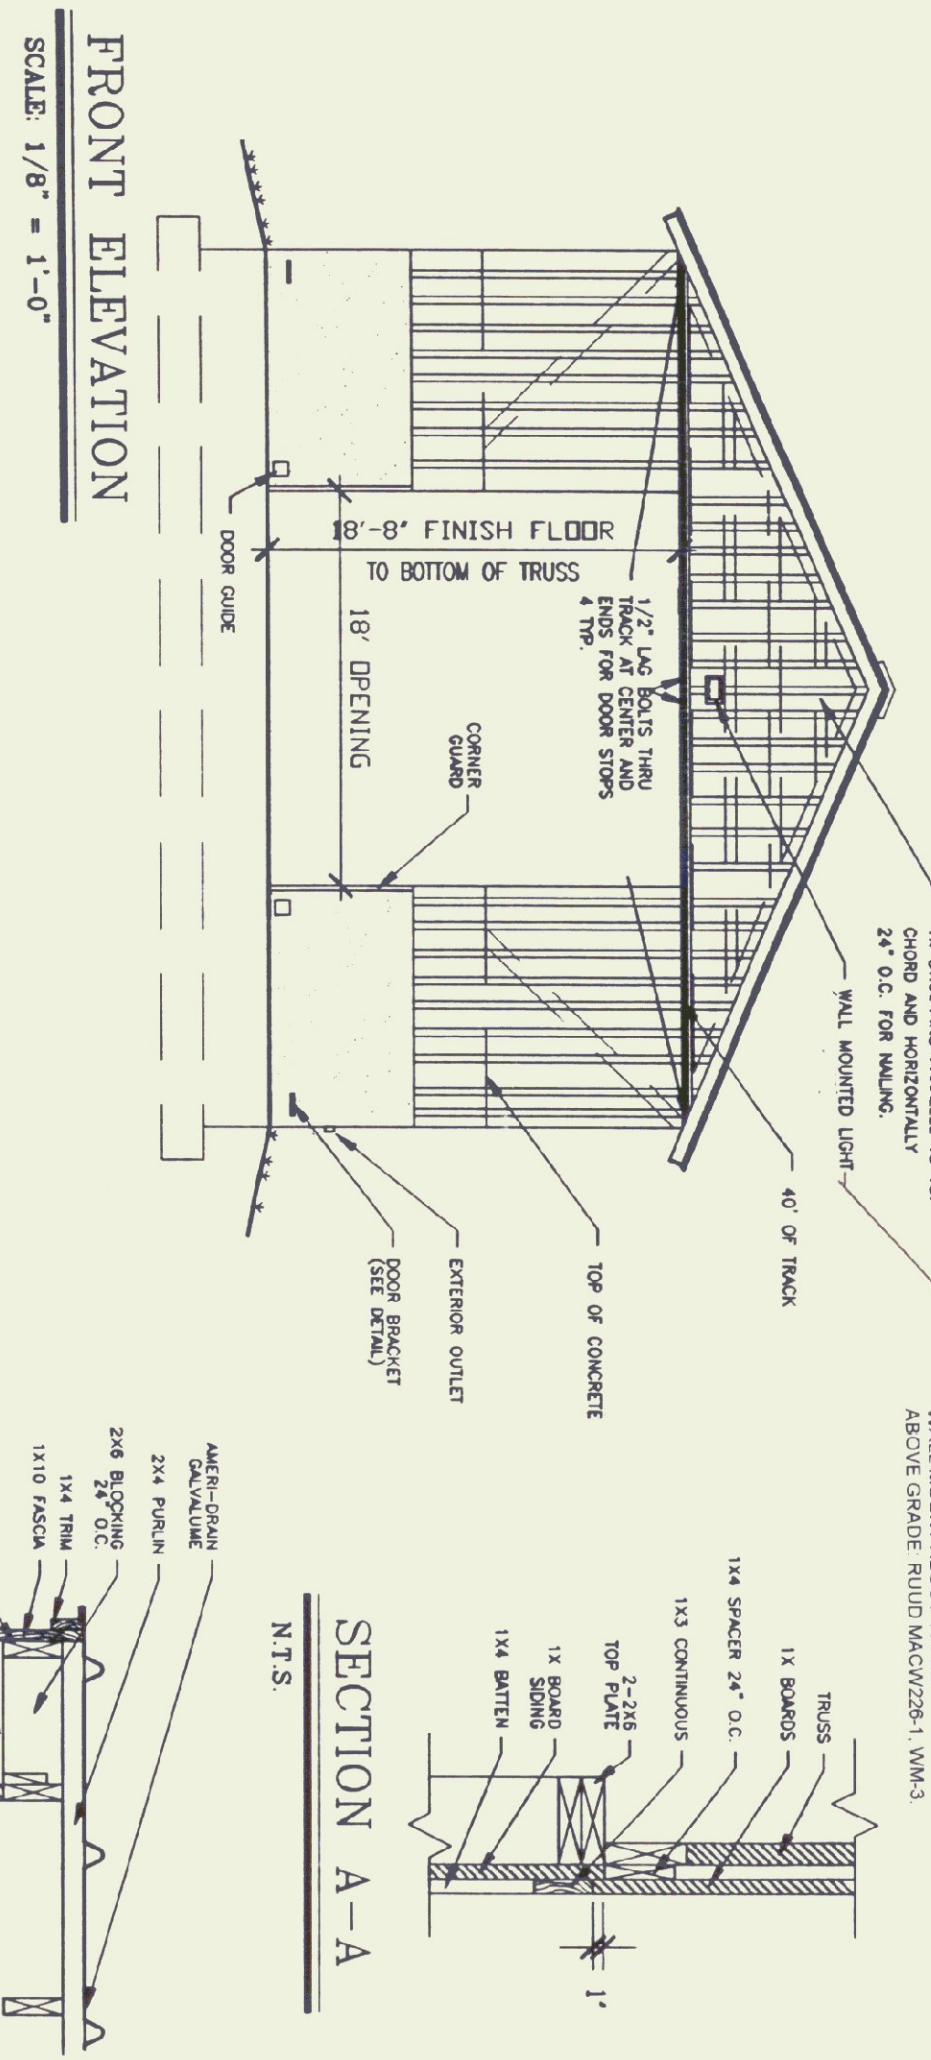 CHORD AND HORIZONTALLY
24" O.C. FOR NAILING.
WALL MOUNTED LIGHT
ABOVE GRADE: RUUD MACW226-1, WM-3.
40' OF TRACK
1/2" LAG BOLTS THRU
TRACK AT CENTER AND
ENDS FOR DOOR STOPS
4 TYP.
18'-8" FINISH FLOOR
TO BOTTOM OF TRUSS
18' OPENING
CORNER
GUARD
DOOR GUIDE
TOP OF CONCRETE
EXTERIOR OUTLET
DOOR BRACKET
(SEE DETAIL)
FRONT ELEVATION
SCALE: 1/8" = 1'-0"
TRUSS
1X BOARDS
1X4 SPACER 24" O.C.
1X3 CONTINUOUS
2-2X6
TOP PLATE
1X BOARD
SIDING
1X4 BATTEN
1"
SECTION A-A
N.T.S.
AMERI-DRAIN
GALVALUME
2X4 PURLIN
2X6 BLOCKING
24" O.C.
1X4 TRIM
1X10 FASCIA